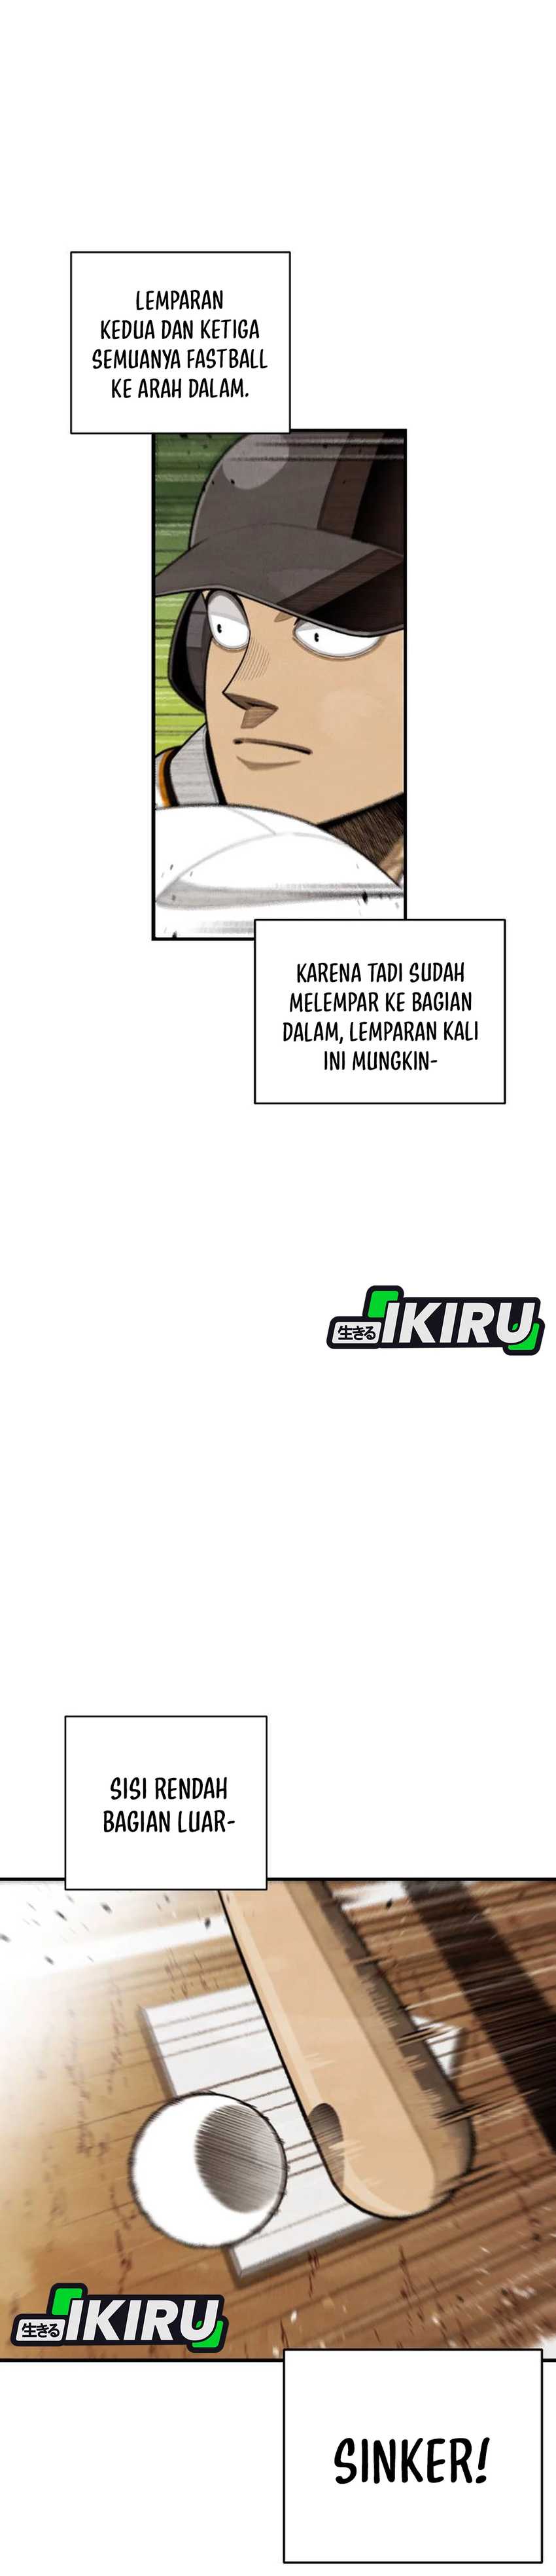 LEMPARAN
KEDUA DAN KETIGA
SEMUANYA FASTBALL
KE ARAH DALAM.
KARENA TADI SUDAH
MELEMPAR KE BAGIAN
DALAM, LEMPARAN KALI
INI MUNGKIN-
生きる IKIRU
SISI RENDAH
BAGIAN LUAR-
生きる IKIRU
SINKER!